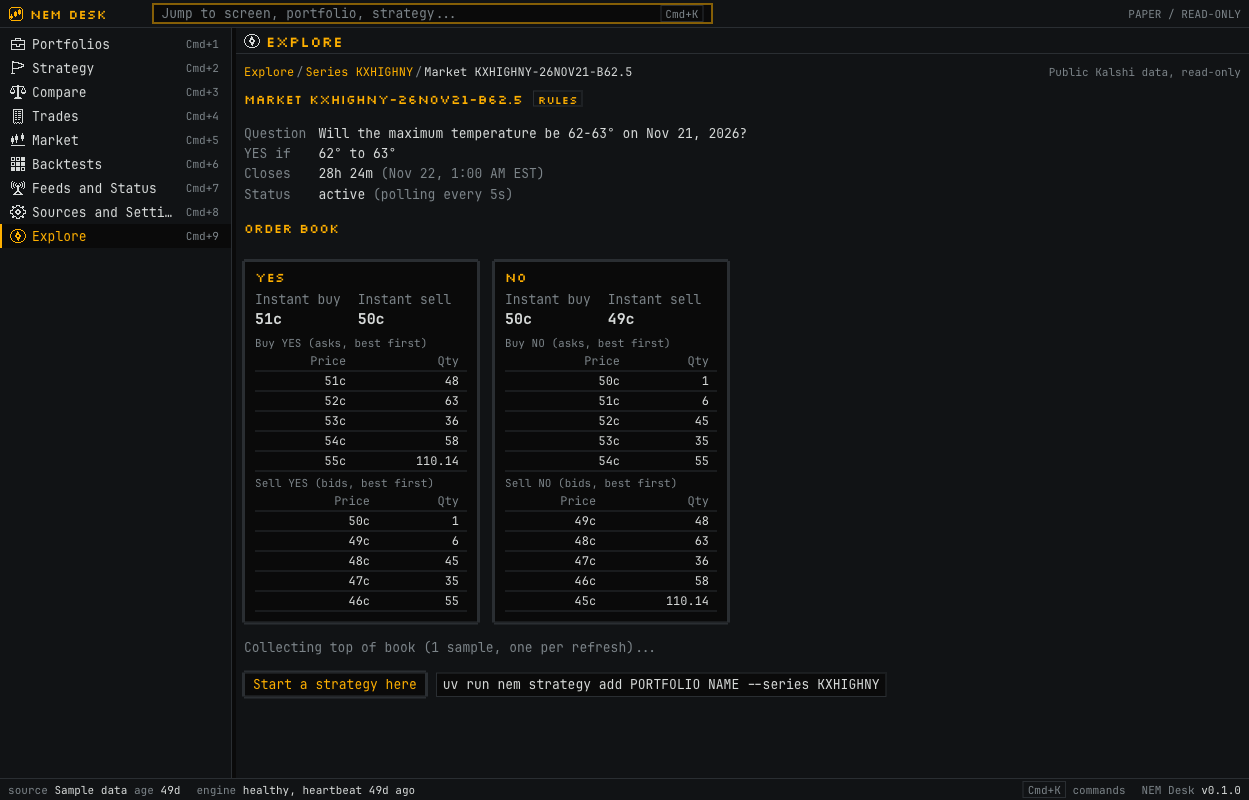 NEM DESK Jump to screen, portfolio, strategy... Cmd+K PAPER / READ-ONLY
Portfolios Cmd+1
Strategy Cmd+2
Compare Cmd+3
Trades Cmd+4
Market Cmd+5
Backtests Cmd+6
Feeds and Status Cmd+7
Sources and Setti… Cmd+8
Explore Cmd+9
EXPLORE
Explore / Series KXHIGHNY / Market KXHIGHNY-26NOV21-B62.5 Public Kalshi data, read-only
MARKET KXHIGHNY-26NOV21-B62.5 RULES
Question Will the maximum temperature be 62-63° on Nov 21, 2026?
YES if 62° to 63°
Closes 28h 24m (Nov 22, 1:00 AM EST)
Status active (polling every 5s)
ORDER BOOK
YES
Instant buy Instant sell
51c 50c
Buy YES (asks, best first)
Price Qty
51c 48
52c 63
53c 36
54c 58
55c 110.14
Sell YES (bids, best first)
Price Qty
50c 1
49c 6
48c 45
47c 35
46c 55
NO
Instant buy Instant sell
50c 49c
Buy NO (asks, best first)
Price Qty
50c 1
51c 6
52c 45
53c 35
54c 55
Sell NO (bids, best first)
Price Qty
49c 48
48c 63
47c 36
46c 58
45c 110.14
Collecting top of book (1 sample, one per refresh)...
Start a strategy here uv run nem strategy add PORTFOLIO NAME --series KXHIGHNY
source Sample data age 49d engine healthy, heartbeat 49d ago Cmd+K commands NEM Desk v0.1.0